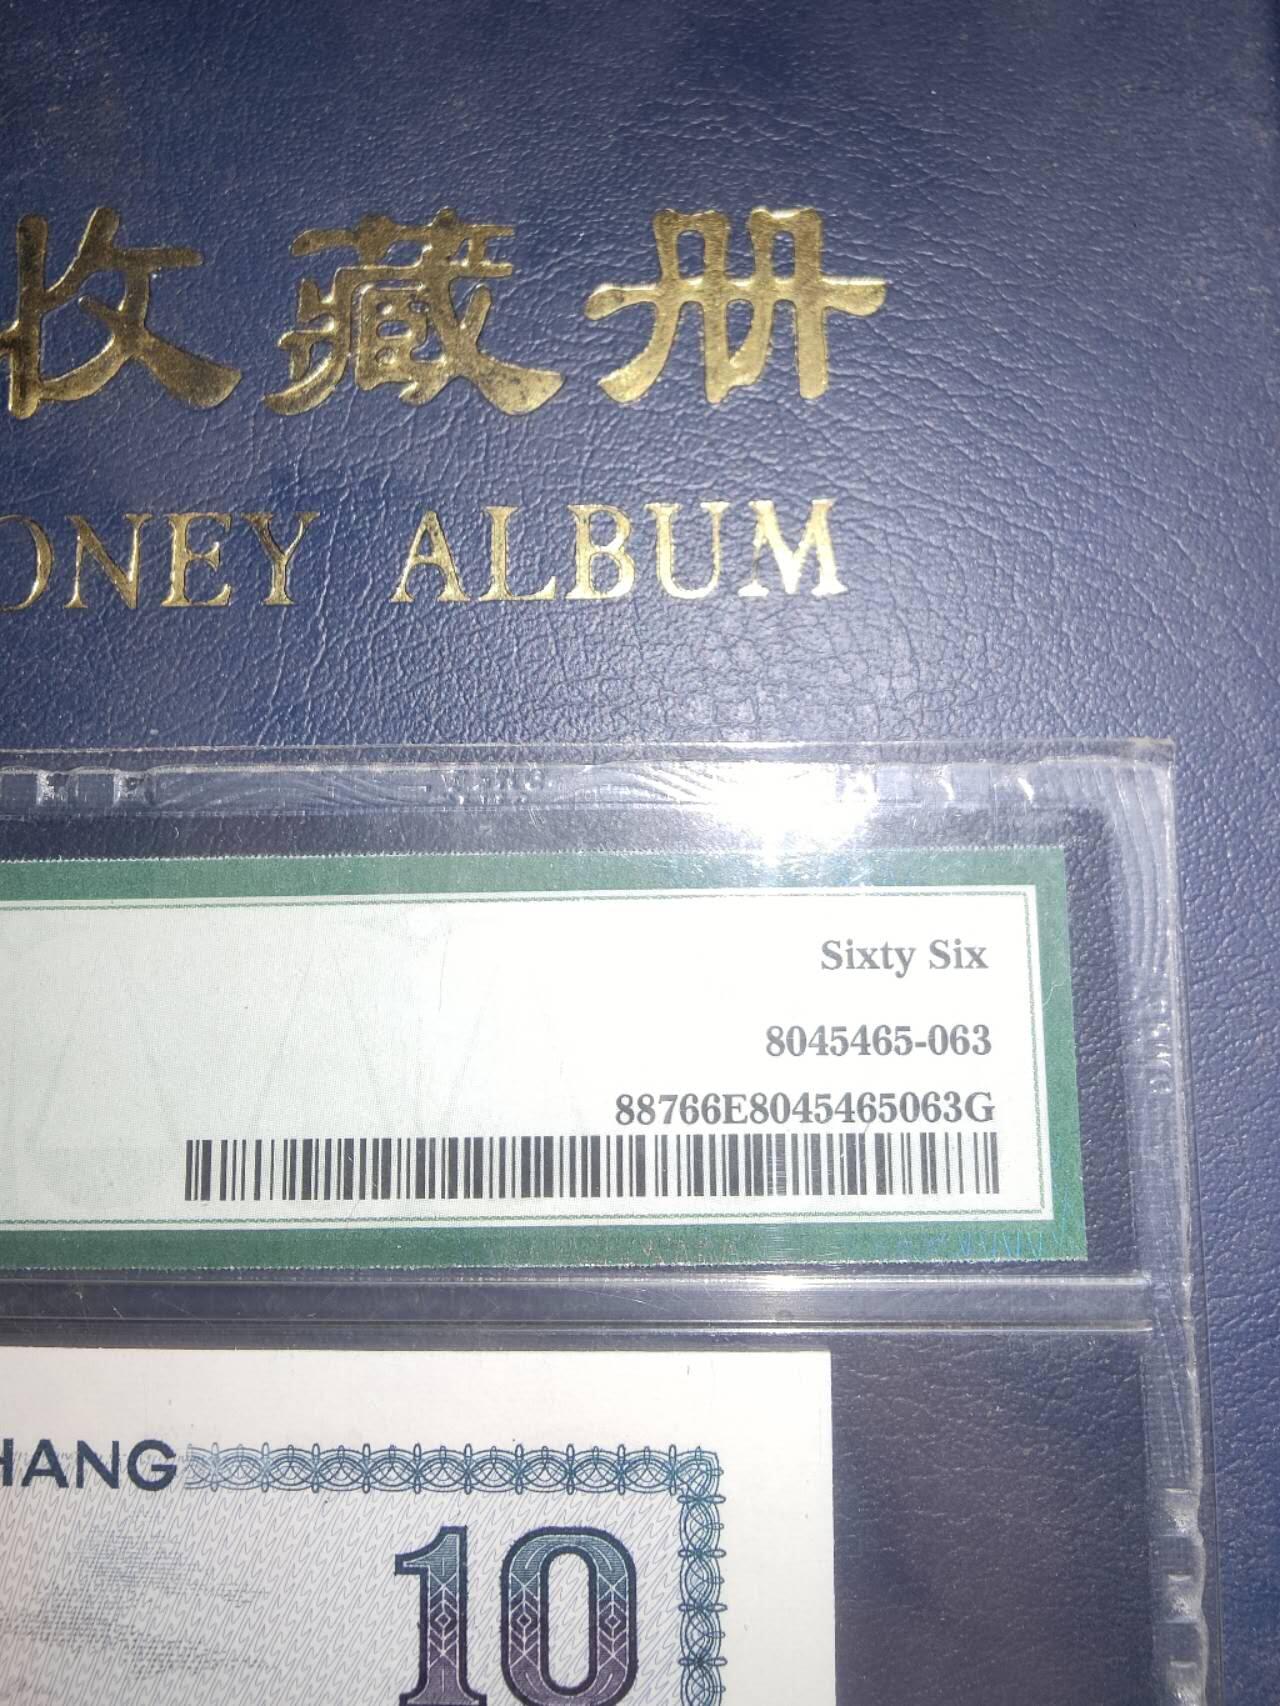 收藏册
ONEY ALBUM
Sixty Six
8045465-063
88766E8045465063G
HANG
10